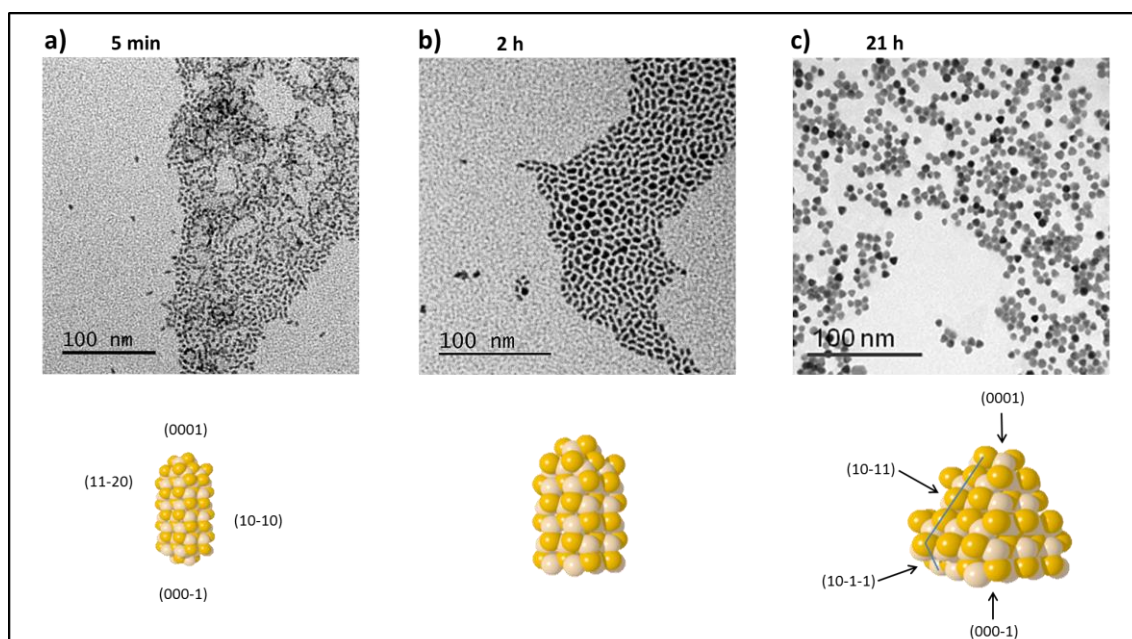 a) 5 min
b) 2 h
c) 21 h
100 nm
100 nm
100 nm
(0001)
(11-20)
(10-10)
(000-1)
(0001)
(10-11)
(10-1-1)
(000-1)